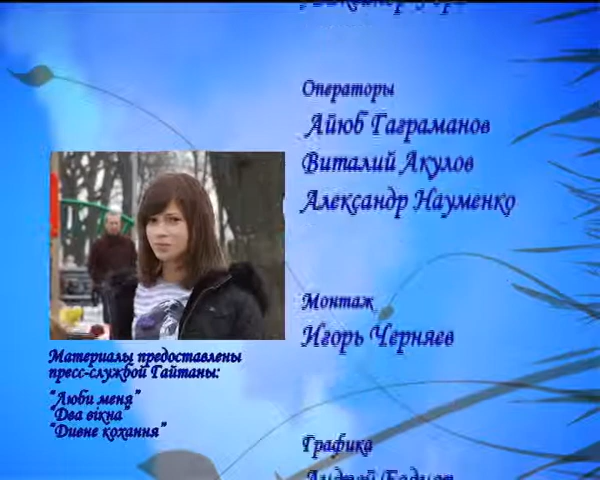 Операторы
Айюб Гаграманов
Виталий Акулов
Александр Науменко
Монтаж
Игорь Черняев
Графика
Материалы предоставлены
пресс-службой Гайтаны:
"Люби меня"
"Два вікна"
"Дивне кохання"